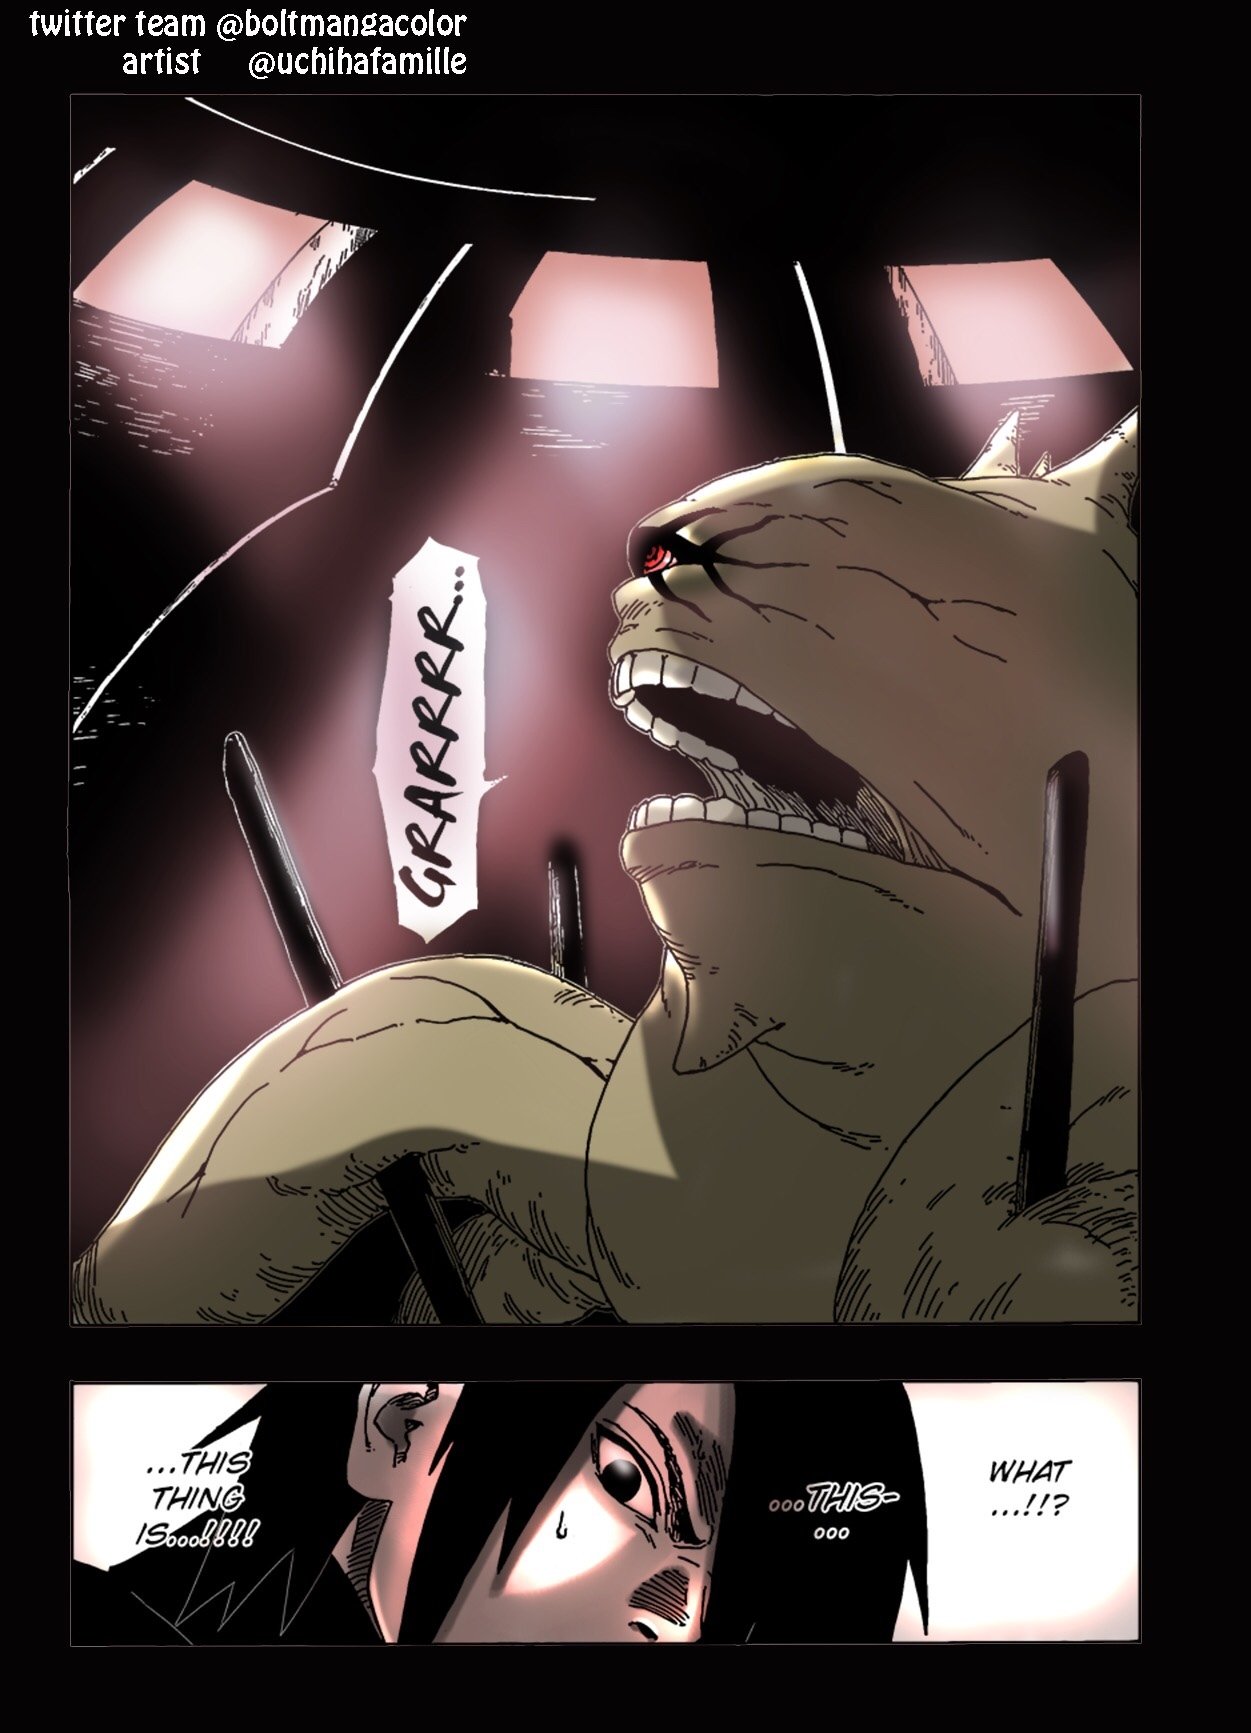 twitter team @boltmangacolor
artist @uchihafamille
GRARRRR...
WHAT
...!!?
...THIS-
...
...THIS
THING
IS...!!!!